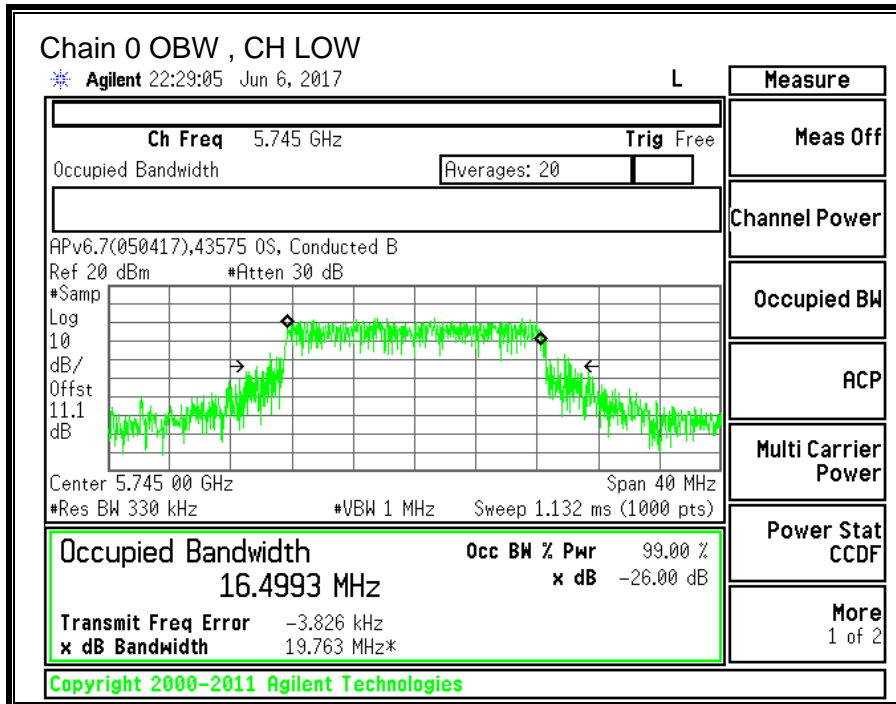 Chain 0 OBW , CH LOW
Agilent 22:29:05 Jun 6, 2017 L
Measure
Ch Freq 5.745 GHz Trig Free
Occupied Bandwidth Averages: 20
APv6.7(050417),43575 OS, Conducted B
Ref 20 dBm #Atten 30 dB
#Samp
Log
10
dB/
Offst
11.1
dB
Center 5.745 00 GHz Span 40 MHz
#Res BW 330 kHz #VBW 1 MHz Sweep 1.132 ms (1000 pts)
Occupied Bandwidth Occ BW % Pwr 99.00 %
16.4993 MHz x dB -26.00 dB
Transmit Freq Error -3.826 kHz
x dB Bandwidth 19.763 MHz*
Copyright 2000-2011 Agilent Technologies
Meas Off
Channel Power
Occupied BW
ACP
Multi Carrier
Power
Power Stat
CCDF
More
1 of 2